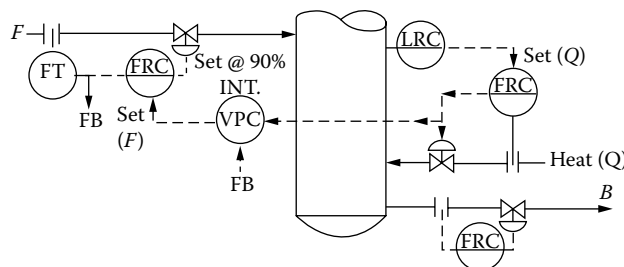 F
FT
FB
FRC
Set @ 90%
Set
(F)
INT.
VPC
FB
LRC
Set (Q)
FRC
Heat (Q)
B
FRC